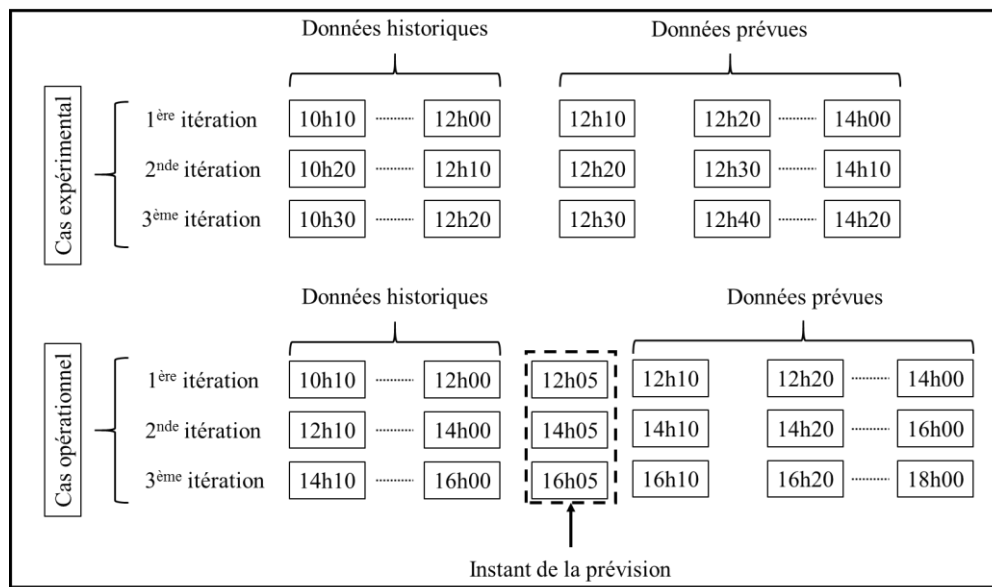 Données historiques Données prévues
Cas expérimental
1ère itération 10h10 12h00 12h10 12h20 14h00
2nde itération 10h20 12h10 12h20 12h30 14h10
3ème itération 10h30 12h20 12h30 12h40 14h20
Données historiques Données prévues
Cas opérationnel
1ère itération 10h10 12h00 12h05 12h10 12h20 14h00
2nde itération 12h10 14h00 14h05 14h10 14h20 16h00
3ème itération 14h10 16h00 16h05 16h10 16h20 18h00
Instant de la prévision